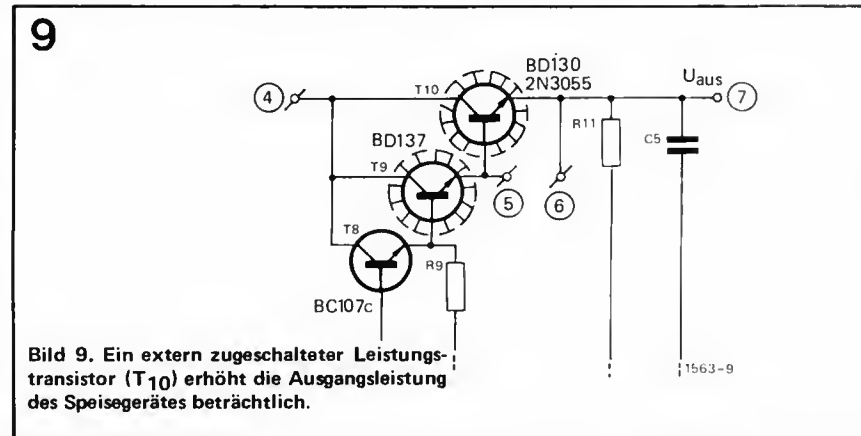 9
BD130
2N3055
4
T10
Uaus
7
R11
C5
BD137
T9
5
6
T8
R9
BC107c
Bild 9. Ein extern zugeschalteter Leistungs-
transistor (T10) erhöht die Ausgangsleistung
des Speisegerätes beträchtlich.
1563-9